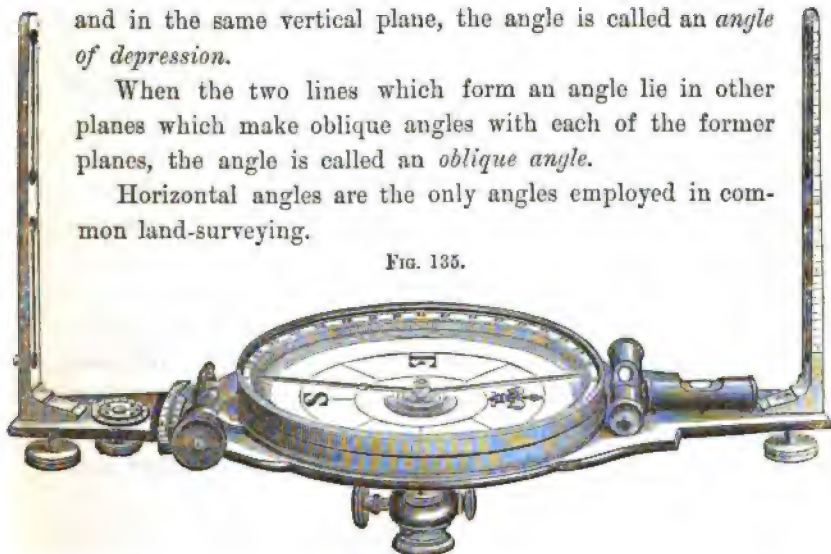 and in the same vertical plane, the angle is called an angle
of depression.
When the two lines which form an angle lie in other
planes which make oblique angles with each of the former
planes, the angle is called an oblique angle.
Horizontal angles are the only angles employed in com-
mon land-surveying.
FIG. 135.
E
S